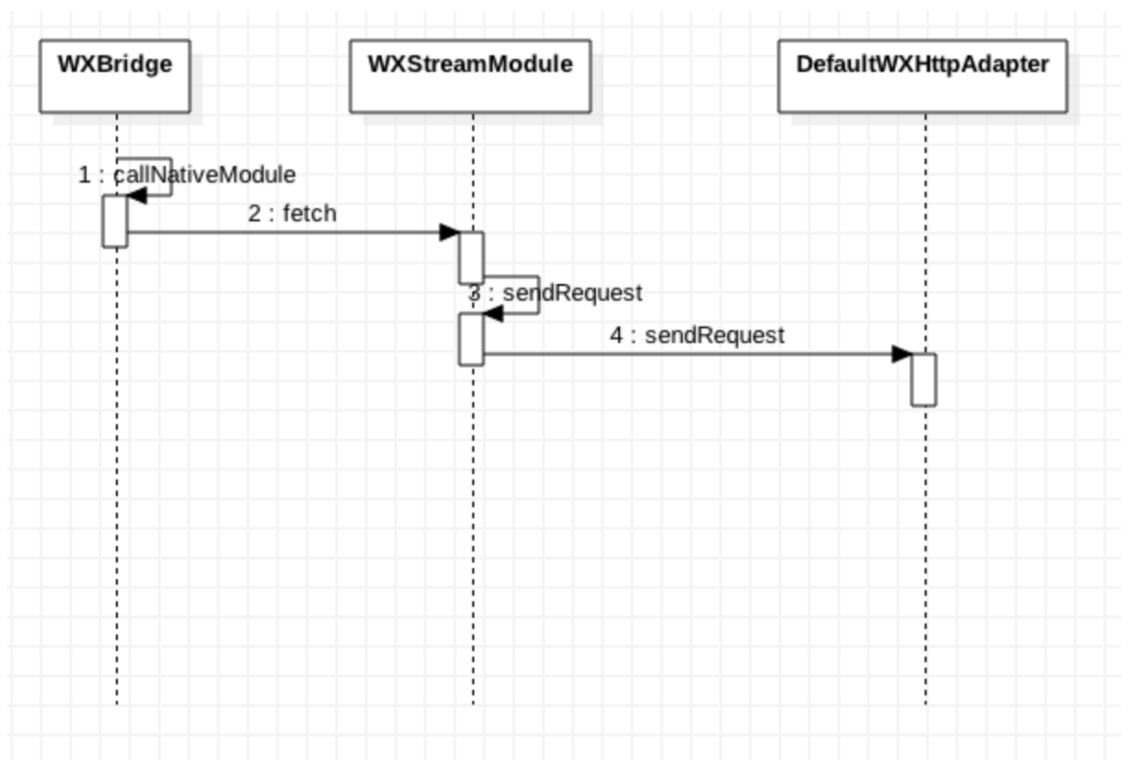 WXBridge
WXStreamModule
DefaultWXHttpAdapter
1 : callNativeModule
2 : fetch
3 : sendRequest
4 : sendRequest